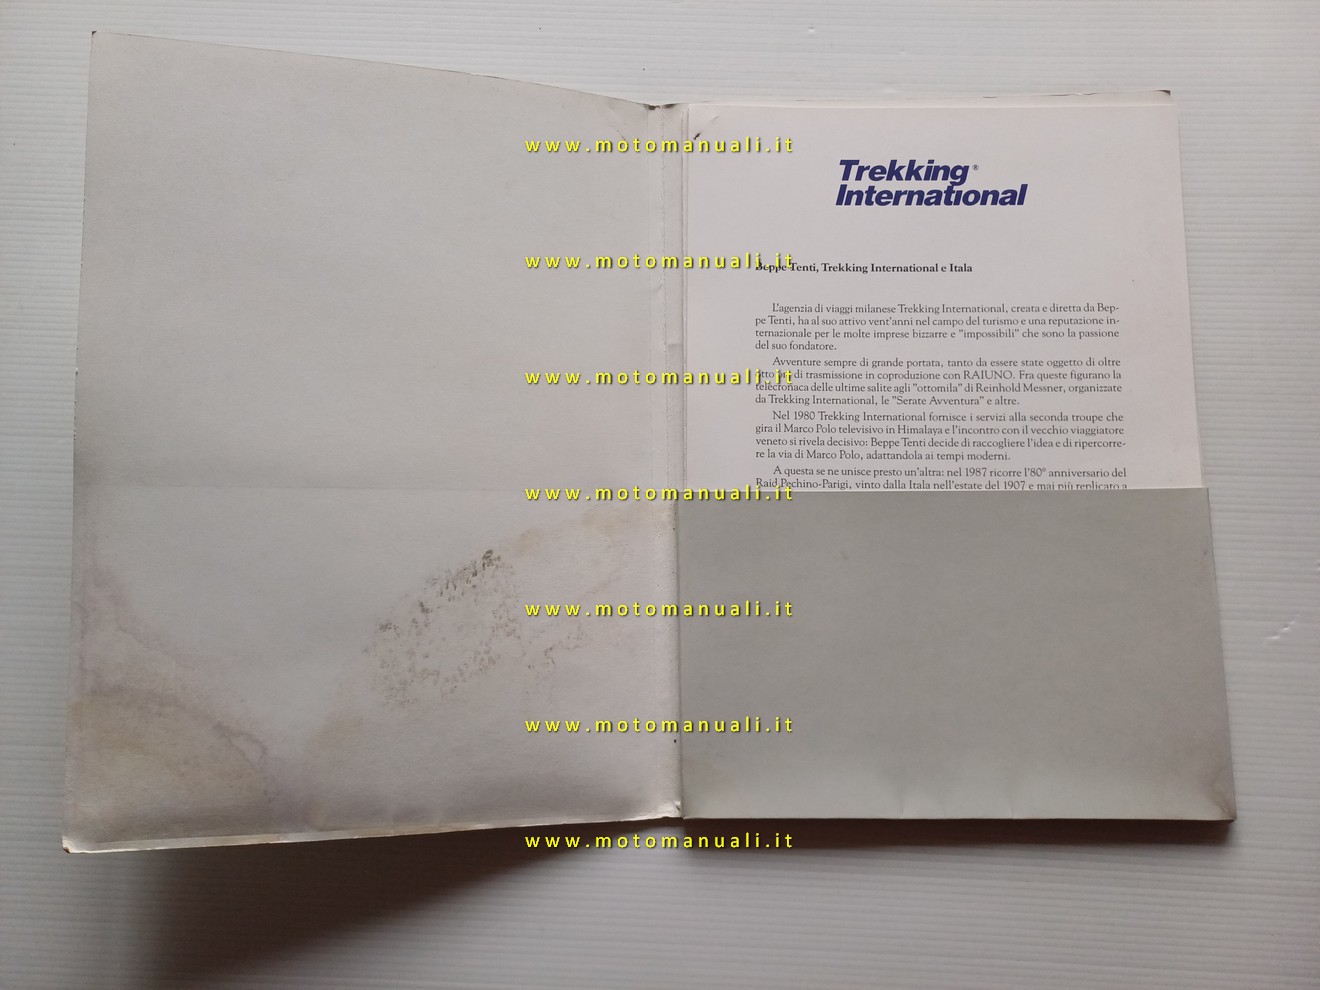 www.motomanuali.it
Trekking®
International
www.motomanuali.it
Beppe Tenti, Trekking International e Itala
L'agenzia di viaggi milanese Trekking International, creata e diretta da Bep-
pe Tenti, ha al suo attivo vent'anni nel campo del turismo e una reputazione in-
ternazionale per le molte imprese bizzarre e "impossibili" che sono la passione
del suo fondatore.
Avventure sempre di grande portata, tanto da essere state oggetto di oltre
di trasmissione in coproduzione con RAIUNO. Fra queste figurano la
www.motomanuali.it
telecronaca delle ultime salite agli "ottomila" di Reinhold Messner, organizzate
da Trekking International, le "Serate Avventura" e altre.
Nel 1980 Trekking International fornisce i servizi alla seconda troupe che
gira il Marco Polo televisivo in Himalaya e l'incontro con il vecchio viaggiatore
veneto si rivela decisivo: Beppe Tenti decide di raccogliere l'idea e di ripercorre-
re la via di Marco Polo, adattandola ai tempi moderni.
A questa se ne unisce presto un'altra: nel 1987 ricorre l'80° anniversario del
Raid Pechino-Parigi, vinto dalla Itala nell'estate del 1907 e mai più replicato a
www.motomanuali.it
www.motomanuali.it
www.motomanuali.it
www.motomanuali.it